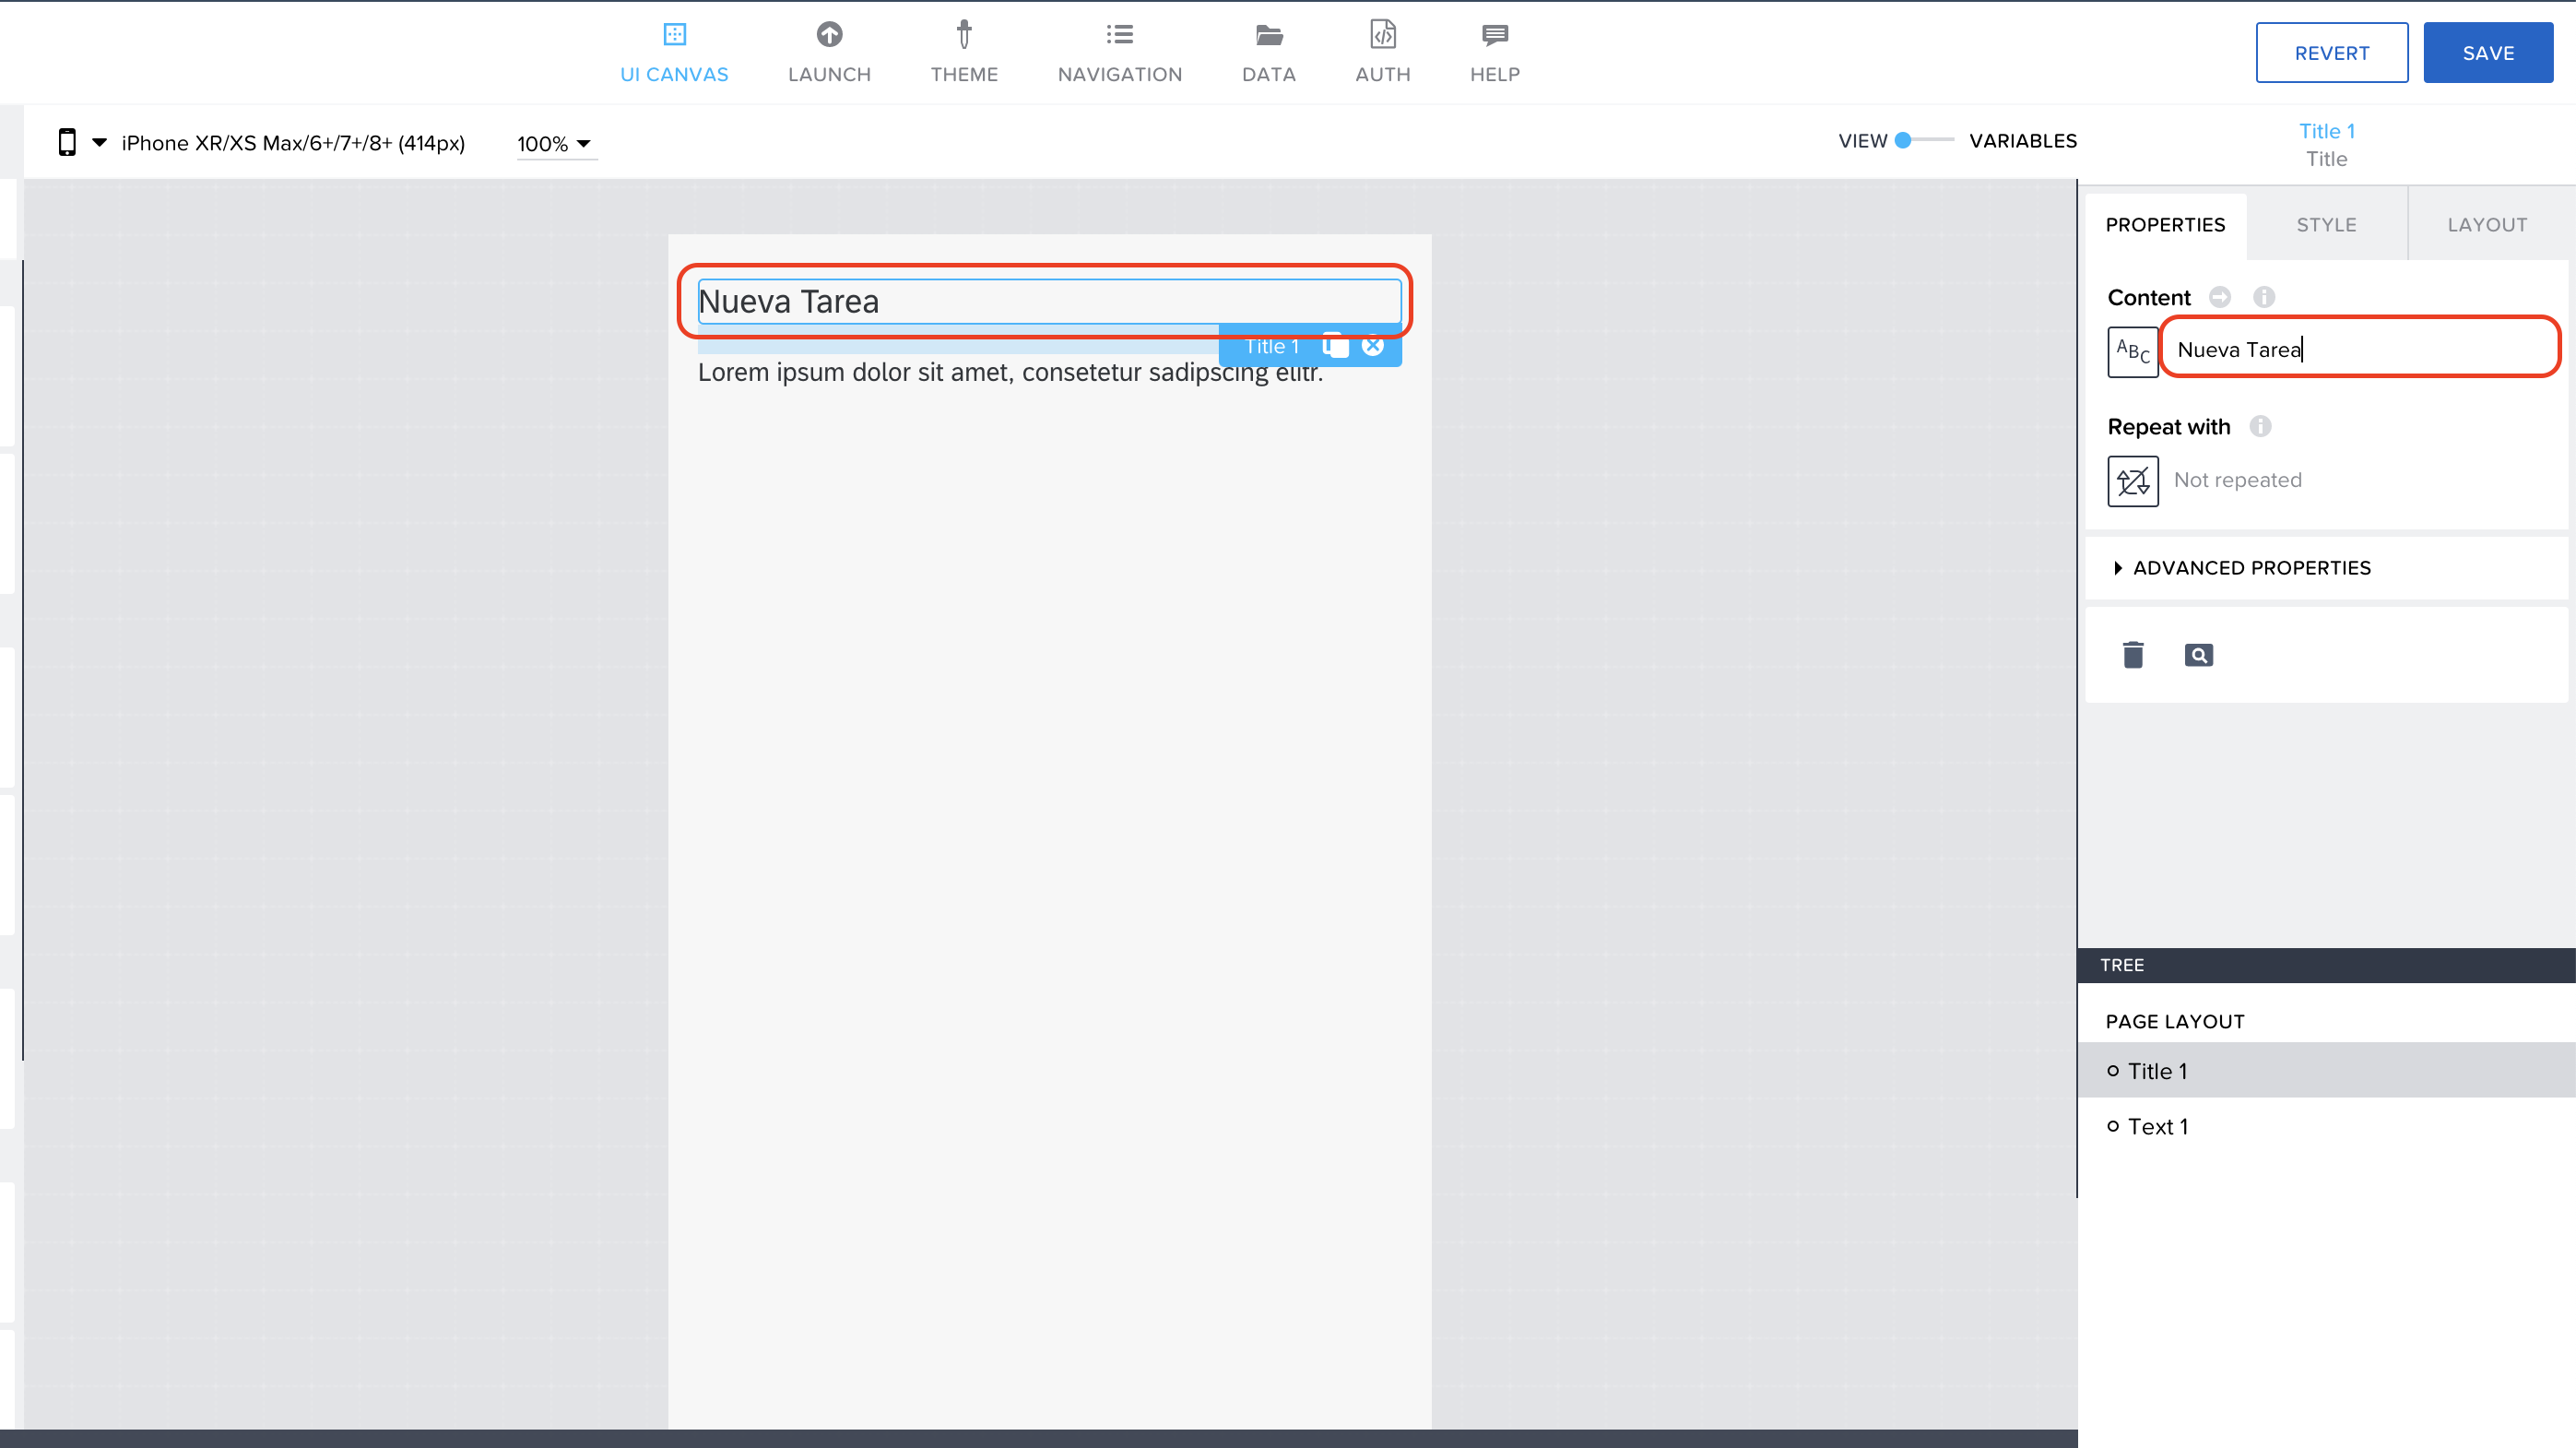 UI CANVAS
LAUNCH
THEME
NAVIGATION
DATA
AUTH
HELP
REVERT
SAVE
iPhone XR/XS Max/6+/7+/8+ (414px)
100%
VIEW
VARIABLES
Title 1
Title
PROPERTIES
STYLE
LAYOUT
Nueva Tarea
Title 1
Lorem ipsum dolor sit amet, consetetur sadipscing elitr.
Content
ABC
Nueva Tarea
Repeat with
Not repeated
ADVANCED PROPERTIES
TREE
PAGE LAYOUT
Title 1
Text 1